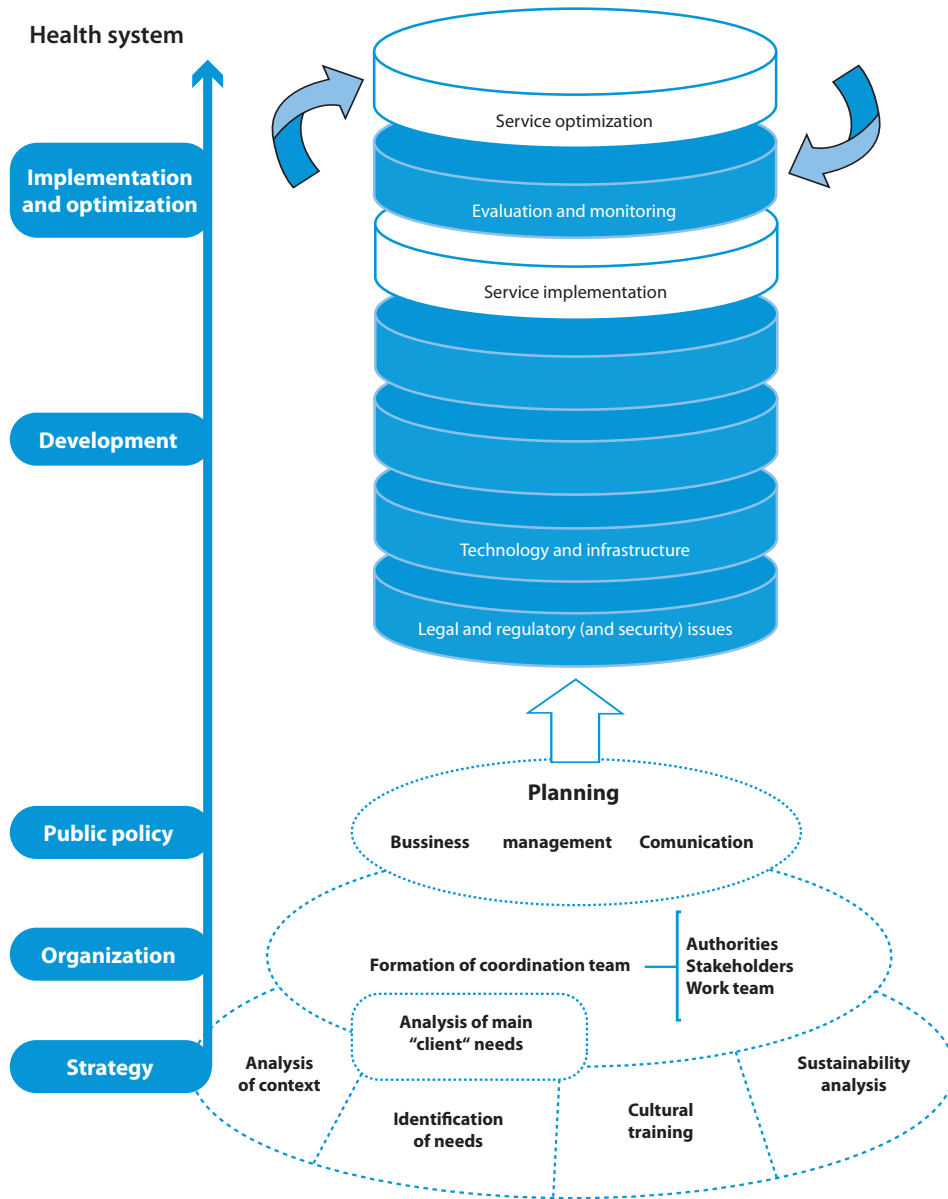 Health system
Implementation
and optimization
Development
Public policy
Organization
Strategy
Service optimization
Evaluation and monitoring
Service implementation
Technology and infrastructure
Legal and regulatory (and security) issues
Planning
Bussiness management Comunication
Formation of coordination team
Authorities
Stakeholders
Work team
Analysis of main
“client“ needs
Analysis
of context
Identification
of needs
Cultural
training
Sustainability
analysis